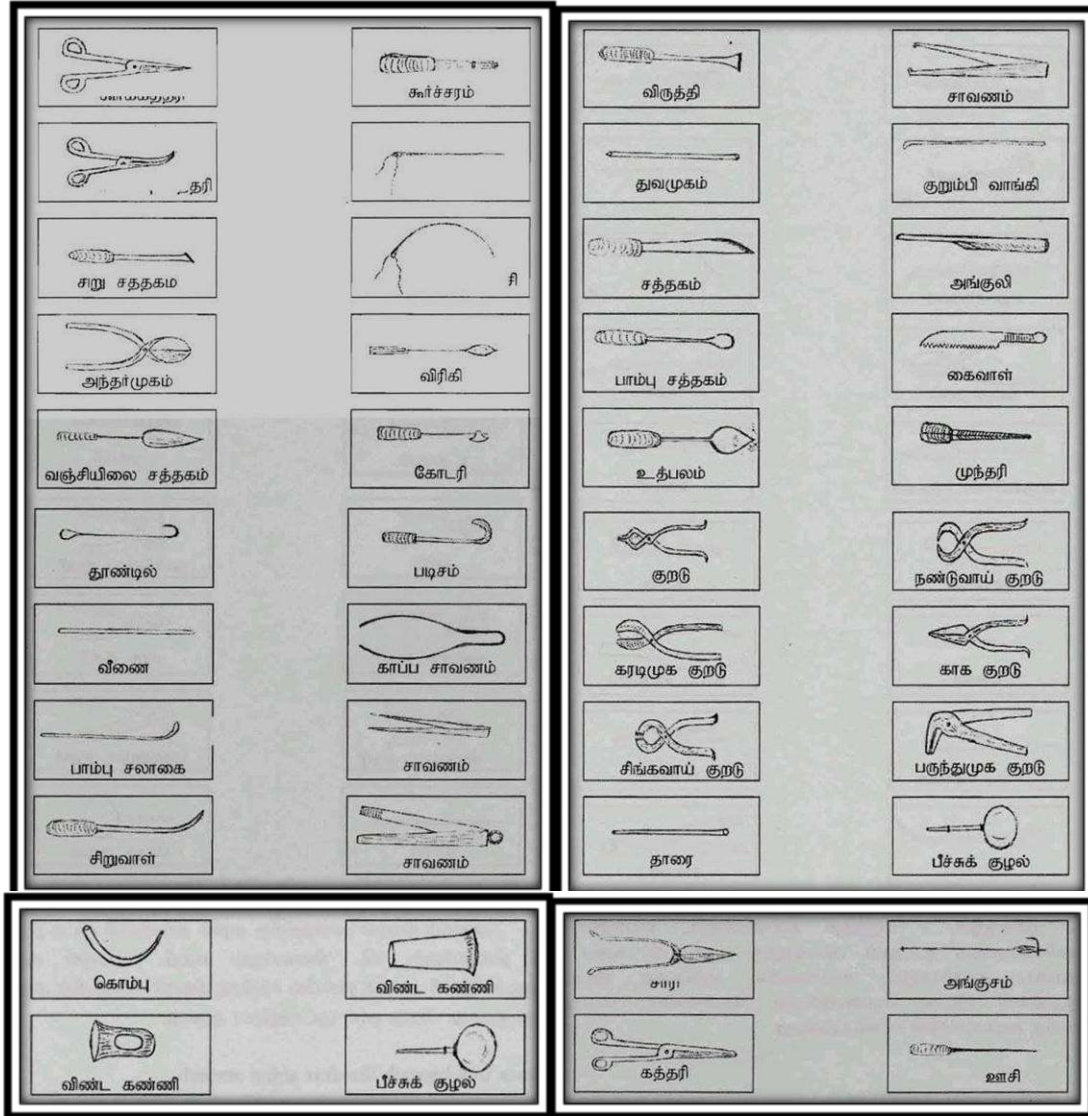 கூர்ச்சரம்
தரி
சிறு சததகம
சி
அந்தர்முகம்
விரிகி
வஞ்சியிலை சத்தகம்
கோடரி
தூண்டில்
படிசம்
வீணை
காப்ப சாவணம்
பாம்பு சலாகை
சாவணம்
சிறுவாள்
சாவணம்
விருத்தி
சாவணம்
துவமுகம்
குறும்பி வாங்கி
சத்தகம்
அங்குலி
பாம்பு சத்தகம்
கைவாள்
உத்பலம்
முந்தரி
குறடு
நண்டுவாய் குறடு
கரடிமுக குறடு
காக குறடு
சிங்கவாய் குறடு
பருந்துமுக குறடு
தாரை
பீச்சுக் குழல்
கொம்பு
விண்ட கண்ணி
விண்ட கண்ணி
பீச்சுக் குழல்
அங்குசம்
கத்தரி
ஊசி